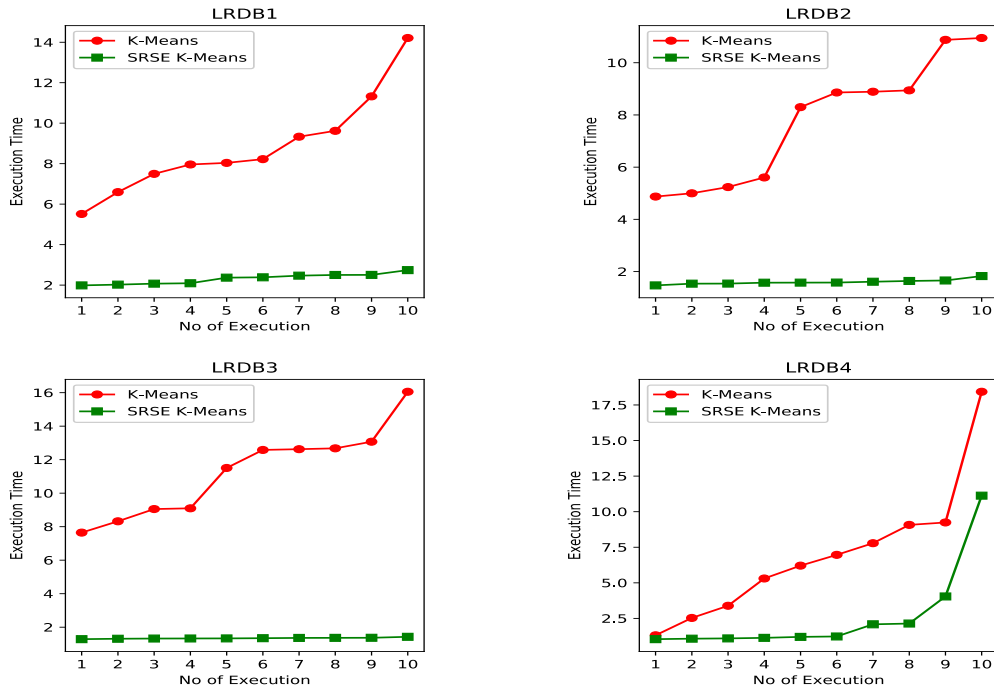 LRDB1
Execution Time
14
12
10
8
6
4
2
K-Means
SRSE K-Means
1 2 3 4 5 6 7 8 9 10
No of Execution
LRDB2
Execution Time
10
8
6
4
2
K-Means
SRSE K-Means
1 2 3 4 5 6 7 8 9 10
No of Execution
LRDB3
Execution Time
16
14
12
10
8
6
4
2
K-Means
SRSE K-Means
1 2 3 4 5 6 7 8 9 10
No of Execution
LRDB4
Execution Time
17.5
15.0
12.5
10.0
7.5
5.0
2.5
K-Means
SRSE K-Means
1 2 3 4 5 6 7 8 9 10
No of Execution